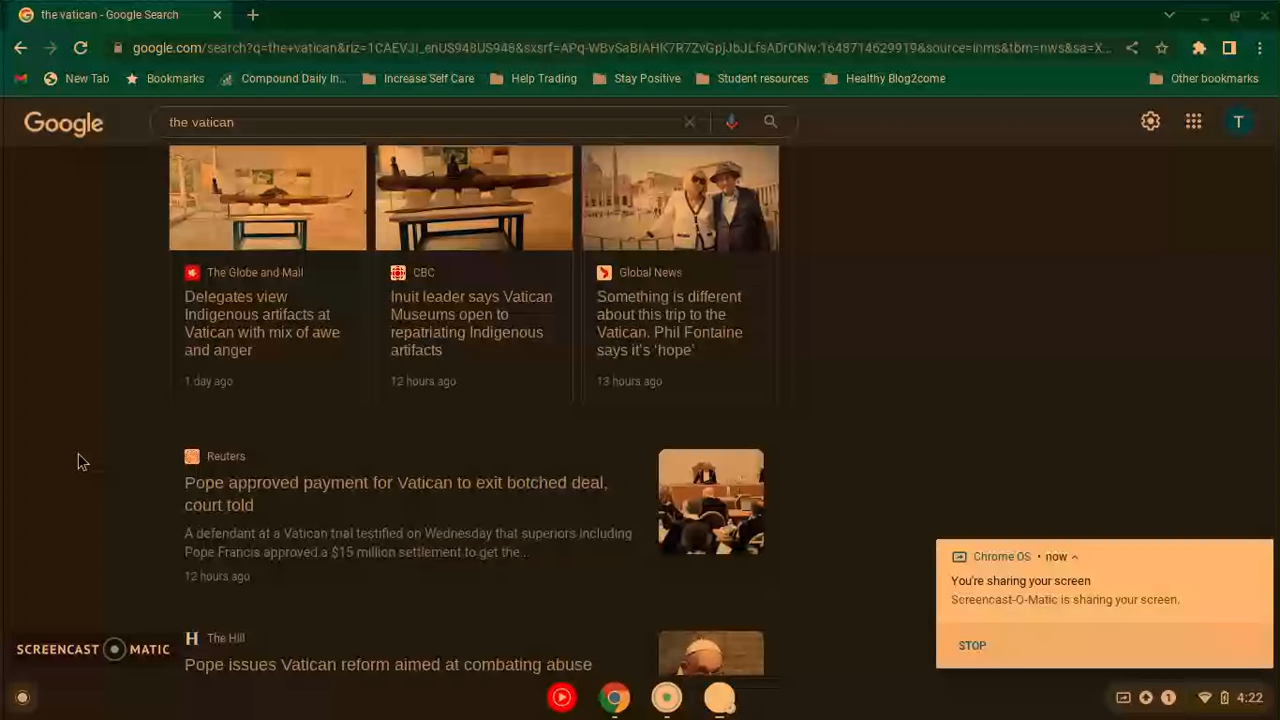 the vatican - Google Search
google.com/search?q=the+vatican&rlz=1CAEVJI_enUS948US948&sxsrf=APq-WBvSaBIAHK7R7ZvGpjJbJLfsADrONw:1648714629919&source=lnms&tbm=nws&sa=X...
New Tab Bookmarks Compound Daily In... Increase Self Care Help Trading Stay Positive Student resources Healthy Blog2come Other bookmarks
Google the vatican T
The Globe and Mail
Delegates view
Indigenous artifacts at
Vatican with mix of awe
and anger
1 day ago
CBC
Inuit leader says Vatican
Museums open to
repatriating Indigenous
artifacts
12 hours ago
Global News
Something is different
about this trip to the
Vatican. Phil Fontaine
says it's ‘hope’
13 hours ago
Reuters
Pope approved payment for Vatican to exit botched deal,
court told
A defendant at a Vatican trial testified on Wednesday that superiors including
Pope Francis approved a $15 million settlement to get the...
12 hours ago
The Hill
Pope issues Vatican reform aimed at combating abuse
Chrome OS • now
You're sharing your screen
Screencast-O-Matic is sharing your screen.
STOP
SCREENCAST MATIC
1 4:22